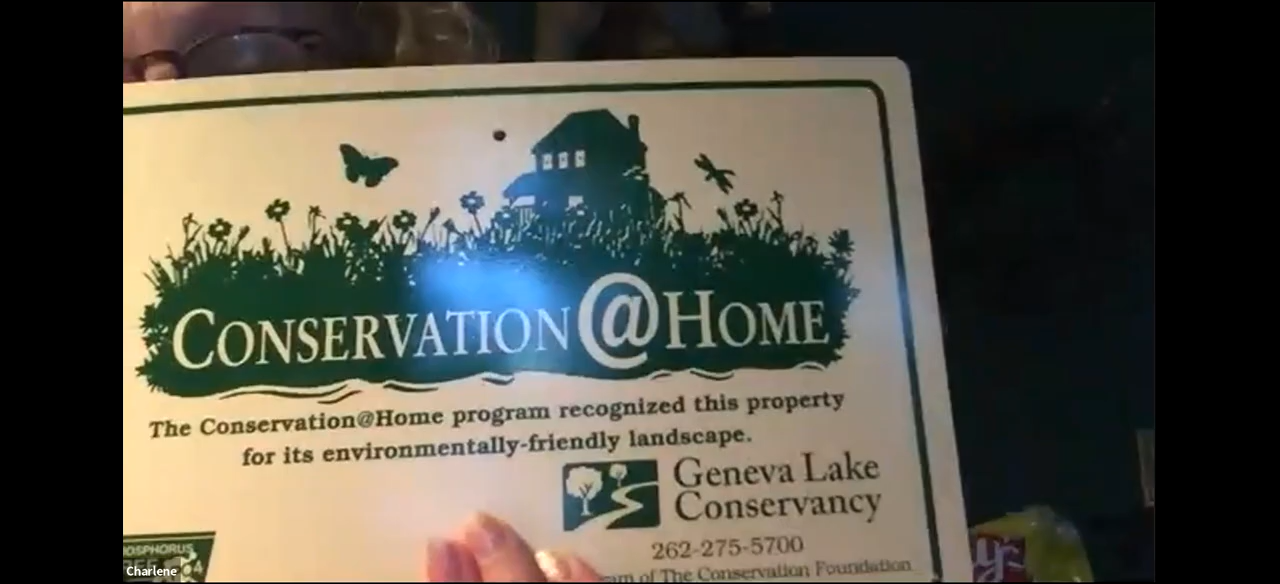 CONSERVATION@HOME
The Conservation@Home program recognized this property
for its environmentally-friendly landscape.
Geneva Lake
Conservancy
262-275-5700
of The Conservation Foundation
Charlene